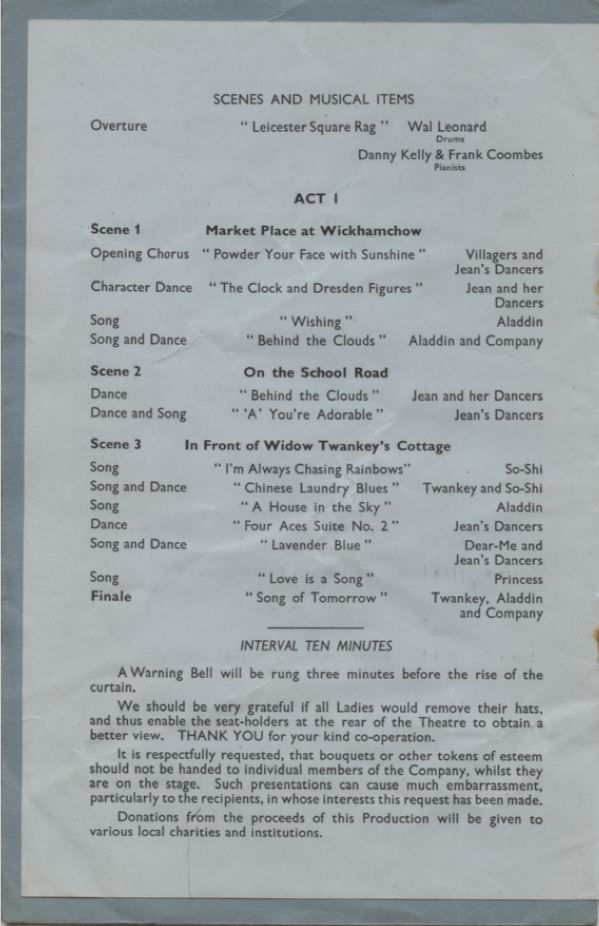 SCENES AND MUSICAL ITEMS
Overture " Leicester Square Rag " Wal Leonard
Drums
Danny Kelly & Frank Coombes
Pianists
ACT I
Scene 1 Market Place at Wickhamchow
Opening Chorus " Powder Your Face with Sunshine " Villagers and
Jean's Dancers
Character Dance " The Clock and Dresden Figures " Jean and her
Dancers
Song " Wishing " Aladdin
Song and Dance " Behind the Clouds " Aladdin and Company
Scene 2 On the School Road
Dance " Behind the Clouds " Jean and her Dancers
Dance and Song " 'A' You're Adorable " Jean's Dancers
Scene 3 In Front of Widow Twankey's Cottage
Song " I'm Always Chasing Rainbows" So-Shi
Song and Dance " Chinese Laundry Blues " Twankey and So-Shi
Song " A House in the Sky " Aladdin
Dance " Four Aces Suite No. 2 " Jean's Dancers
Song and Dance " Lavender Blue " Dear-Me and
Jean's Dancers
Song " Love is a Song " Princess
Finale " Song of Tomorrow " Twankey, Aladdin
and Company
INTERVAL TEN MINUTES
A Warning Bell will be rung three minutes before the rise of the
curtain.
We should be very grateful if all Ladies would remove their hats,
and thus enable the seat-holders at the rear of the Theatre to obtain a
better view. THANK YOU for your kind co-operation.
It is respectfully requested, that bouquets or other tokens of esteem
should not be handed to individual members of the Company, whilst they
are on the stage. Such presentations can cause much embarrassment,
particularly to the recipients, in whose interests this request has been made.
Donations from the proceeds of this Production will be given to
various local charities and institutions.